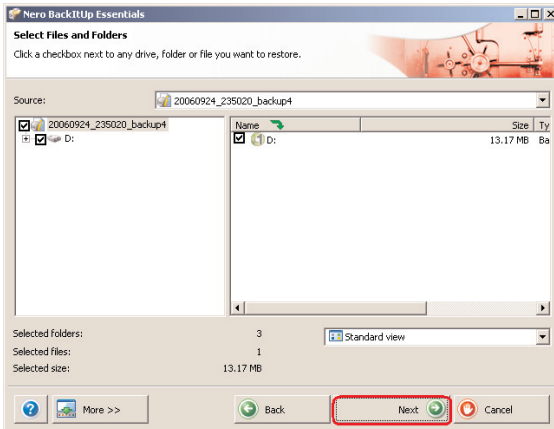 Nero BackItUp Essentials
Select Files and Folders
Click a checkbox next to any drive, folder or file you want to restore.
Source: 20060924_235020_backup4
20060924_235020_backup4
D:
Name Size Ty
D: 13.17 MB Ba
Selected folders: 3
Standard view
Selected files: 1
Selected size: 13.17 MB
More >> Back Next Cancel